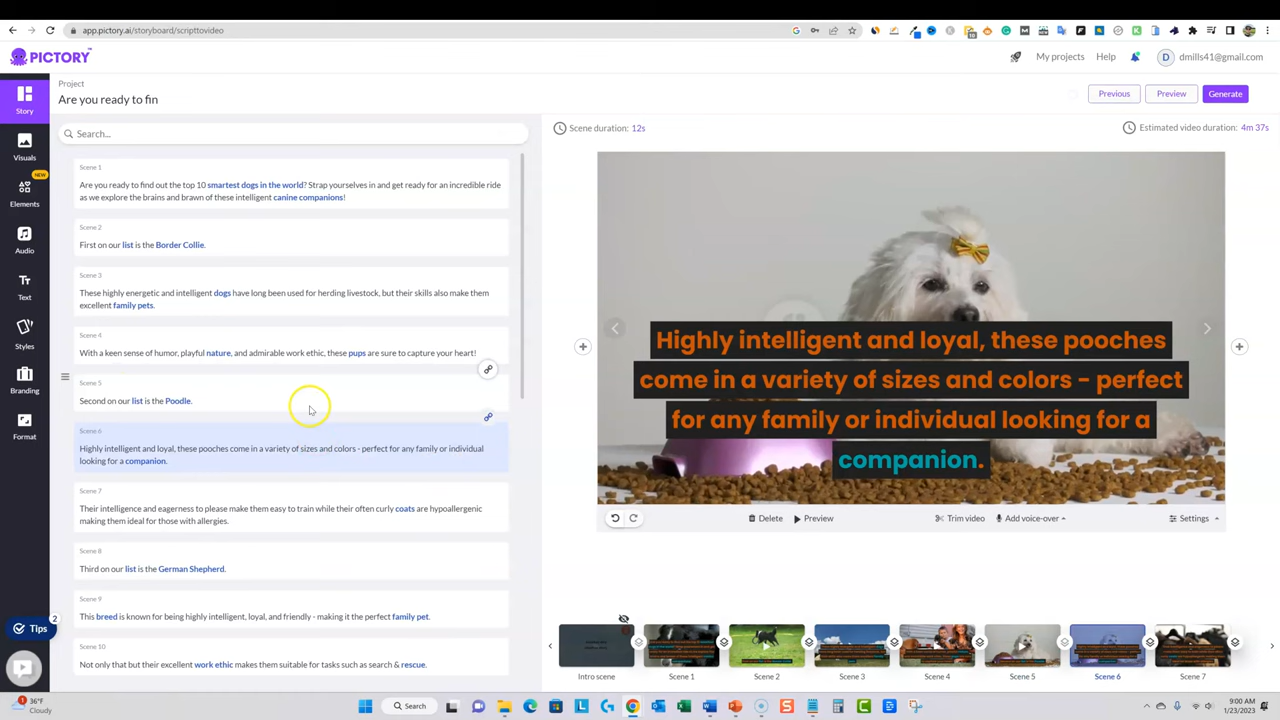 app.pictory.ai/storyboard/scripttovideo
PICTORY
My projects
Help
D
dmills41@gmail.com
Story
Visuals
NEW
Elements
Audio
Text
Styles
Branding
Format
2
Tips
Project
Are you ready to fin
Previous
Preview
Generate
Search...
Scene duration: 12s
Estimated video duration: 4m 37s
Scene 1
Are you ready to find out the top 10 smartest dogs in the world? Strap yourselves in and get ready for an incredible ride
as we explore the brains and brawn of these intelligent canine companions!
Scene 2
First on our list is the Border Collie.
Scene 3
These highly energetic and intelligent dogs have long been used for herding livestock, but their skills also make them
excellent family pets.
Scene 4
With a keen sense of humor, playful nature, and admirable work ethic, these pups are sure to capture your heart!
Scene 5
Second on our list is the Poodle.
Scene 6
Highly intelligent and loyal, these pooches come in a variety of sizes and colors - perfect for any family or individual
looking for a companion.
Scene 7
Their intelligence and eagerness to please make them easy to train while their often curly coats are hypoallergenic
making them ideal for those with allergies.
Scene 8
Third on our list is the German Shepherd.
Scene 9
This breed is known for being highly intelligent, loyal, and friendly - making it the perfect family pet.
Scene 10
Not only that but their excellent work ethic makes them suitable for tasks such as search & rescue.
Highly intelligent and loyal, these pooches
come in a variety of sizes and colors - perfect
for any family or individual looking for a
companion.
Delete
Preview
Trim video
Add voice-over
Settings
Intro scene
Scene 1
Scene 2
Scene 3
Scene 4
Scene 5
Scene 6
Scene 7
1
36°F
Cloudy
Search
9:00 AM
1/23/2023